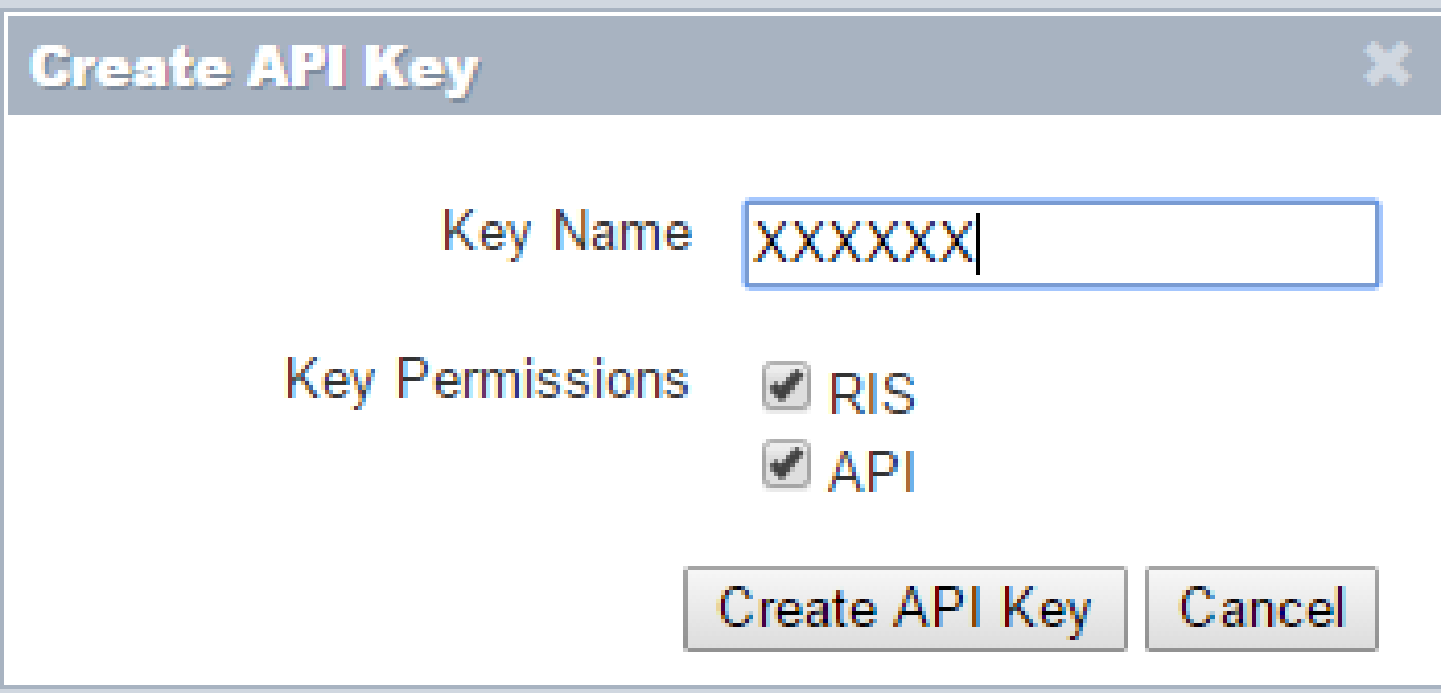 Create API Key
Key Name XXXXXX
Key Permissions RIS
API
Create API Key Cancel